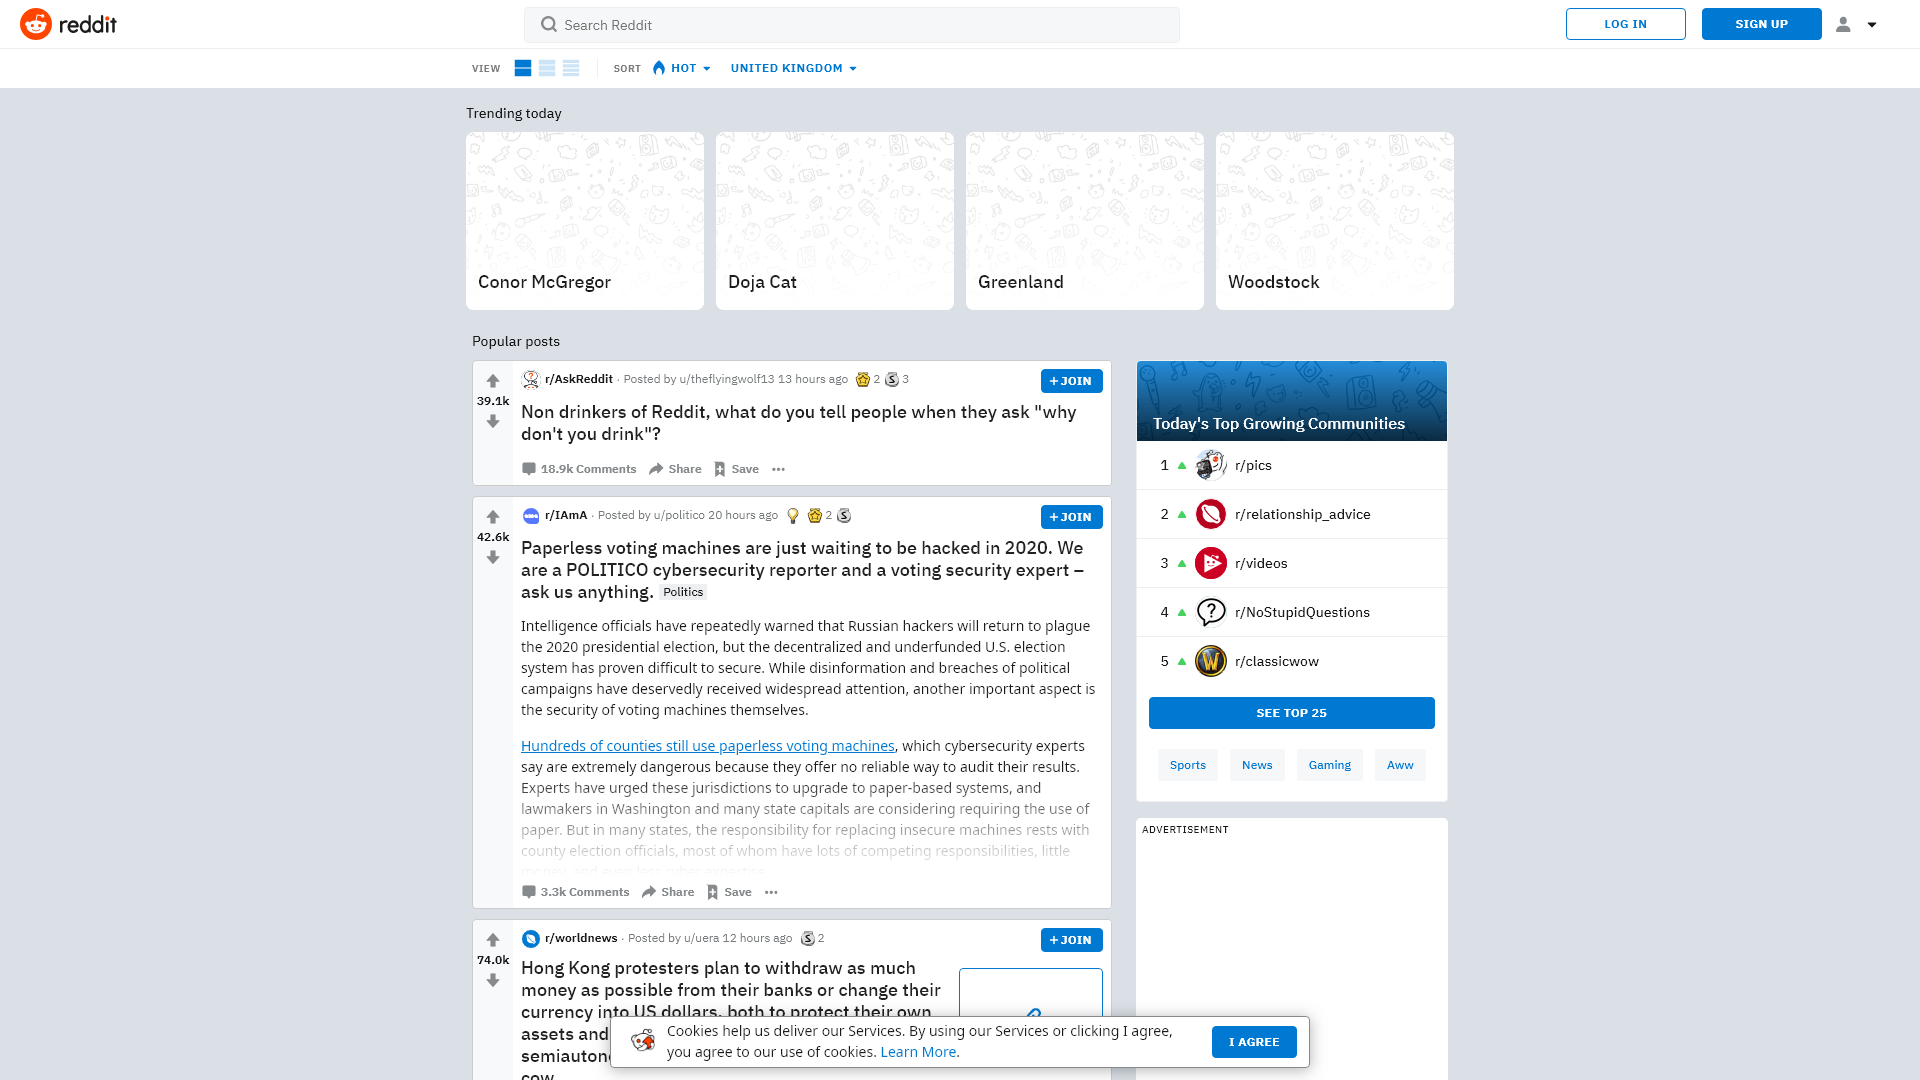 reddit
Search Reddit
LOG IN
SIGN UP
VIEW
SORT
HOT
UNITED KINGDOM
Trending today
Conor McGregor
Doja Cat
Greenland
Woodstock
Popular posts
39.1k
r/AskReddit · Posted by u/theflyingwolf13 13 hours ago 2 S 3
+ JOIN
Non drinkers of Reddit, what do you tell people when they ask "why
don't you drink"?
18.9k Comments
Share
Save
42.6k
r/IAmA · Posted by u/politico 20 hours ago 2 S
+ JOIN
Paperless voting machines are just waiting to be hacked in 2020. We
are a POLITICO cybersecurity reporter and a voting security expert –
ask us anything. Politics
Intelligence officials have repeatedly warned that Russian hackers will return to plague
the 2020 presidential election, but the decentralized and underfunded U.S. election
system has proven difficult to secure. While disinformation and breaches of political
campaigns have deservedly received widespread attention, another important aspect is
the security of voting machines themselves.
Hundreds of counties still use paperless voting machines, which cybersecurity experts
say are extremely dangerous because they offer no reliable way to audit their results.
Experts have urged these jurisdictions to upgrade to paper-based systems, and
lawmakers in Washington and many state capitals are considering requiring the use of
paper. But in many states, the responsibility for replacing insecure machines rests with
county election officials, most of whom have lots of competing responsibilities, little
money, and even less cyber expertise.
3.3k Comments
Share
Save
74.0k
r/worldnews · Posted by u/uera 12 hours ago S 2
+ JOIN
Hong Kong protesters plan to withdraw as much
money as possible from their banks or change their
currency into US dollars, both to protect their own
assets and
semiauton
cow
Today's Top Growing Communities
1 r/pics
2 r/relationship_advice
3 r/videos
4 r/NoStupidQuestions
5 W r/classicwow
SEE TOP 25
Sports
News
Gaming
Aww
ADVERTISEMENT
Cookies help us deliver our Services. By using our Services or clicking I agree,
you agree to our use of cookies. Learn More.
I AGREE